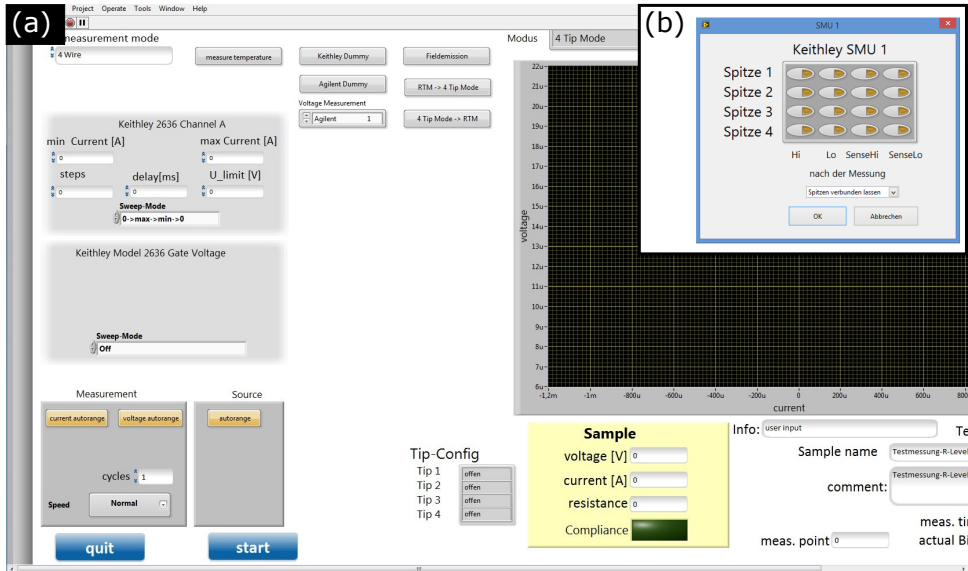 (a)
Project Operate Tools Window Help
measurement mode
4 Wire
measure temperature
Keithley Dummy
Fieldemission
Agilent Dummy
RTM -> 4 Tip Mode
Voltage Measurement
Agilent 1
4 Tip Mode -> RTM
Keithley 2636 Channel A
min Current [A]
max Current [A]
0
0
steps
delay[ms]
U_limit [V]
0
0
0
Sweep-Mode
0->max->min->0
Keithley Model 2636 Gate Voltage
Sweep-Mode
Off
Measurement
Source
current autorange
voltage autorange
autorange
cycles 1
Speed Normal
quit
start
Modus 4 Tip Mode
voltage
22u
21u
20u
19u
18u
17u
16u
15u
14u
13u
12u
11u
10u
9u
8u
7u
6u
-1,2m -1m -800u -600u -400u -200u 0 200u 400u 600u 800
current
(b)
SMU 1
Keithley SMU 1
Spitze 1
Spitze 2
Spitze 3
Spitze 4
Hi Lo SenseHi SenseLo
nach der Messung
Spitzen verbunden lassen
OK
Abbrechen
Tip-Config
Tip 1 offen
Tip 2 offen
Tip 3 offen
Tip 4 offen
Sample
voltage [V] 0
current [A] 0
resistance 0
Compliance
Info: user input
Te
Sample name Testmessung-R-Level
comment: Testmessung-R-Level
meas. ti
meas. point 0
actual Bi